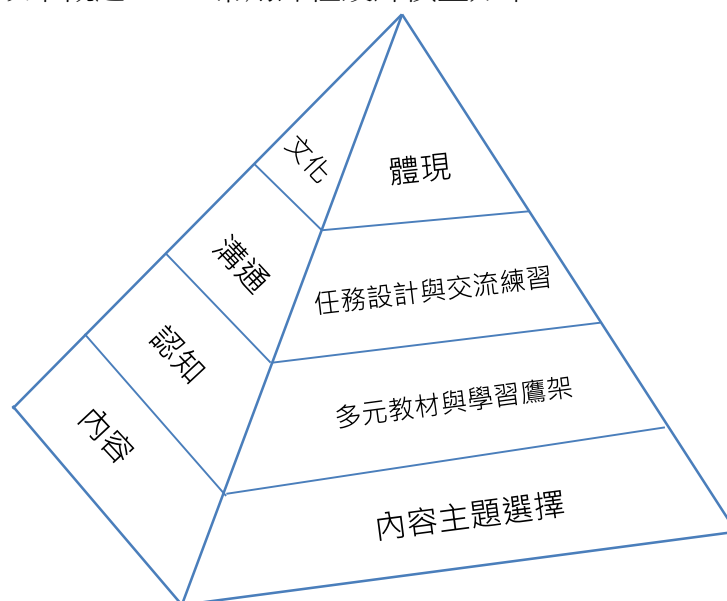 文化
體現
溝通
任務設計與交流練習
認知
多元教材與學習鷹架
內容
內容主題選擇